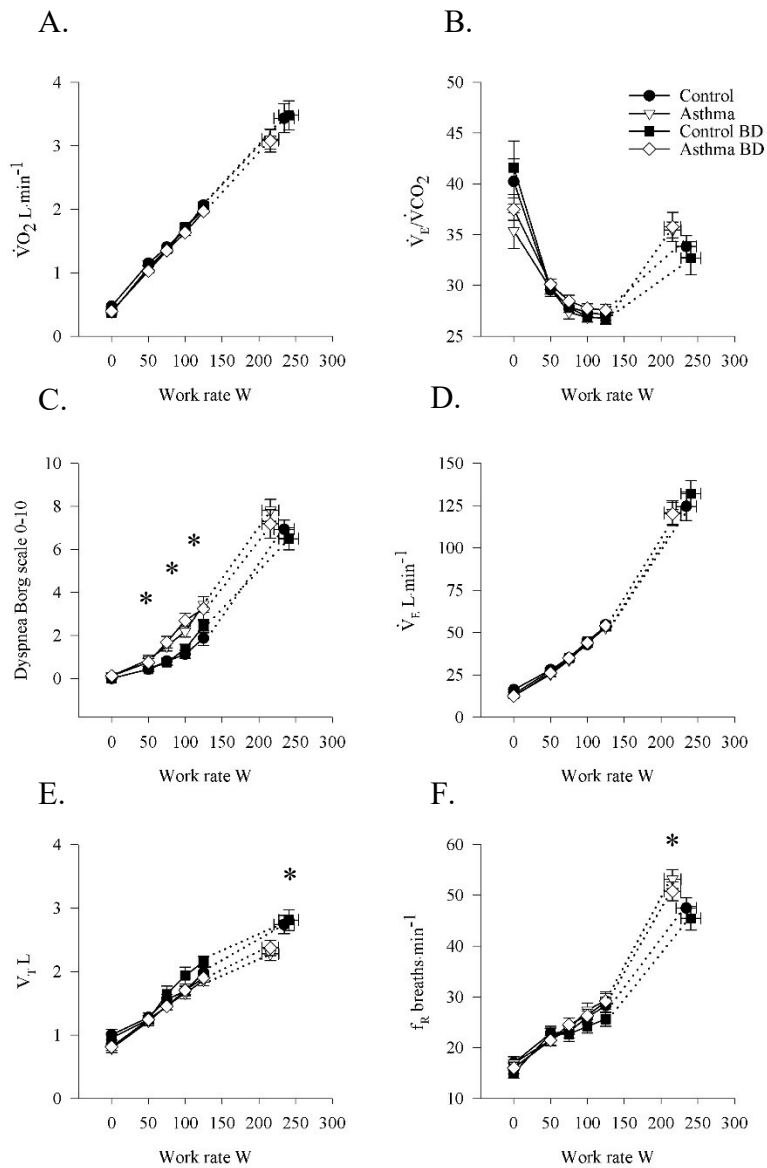 A.
B.
4
3
2
1
0
V̇O2 L·min-1
0 50 100 150 200 250 300
Work rate W
50
45
40
35
30
25
V̇E/V̇CO2
Control
Asthma
Control BD
Asthma BD
0 50 100 150 200 250 300
Work rate W
C.
D.
10
8
6
4
2
0
Dyspnea Borg scale 0-10
*
*
*
0 50 100 150 200 250 300
Work rate W
150
125
100
75
50
25
0
V̇E L·min-1
0 50 100 150 200 250 300
Work rate W
E.
F.
4
3
2
1
0
VT L
*
0 50 100 150 200 250 300
Work rate W
60
50
40
30
20
10
fR breaths·min-1
*
0 50 100 150 200 250 300
Work rate W